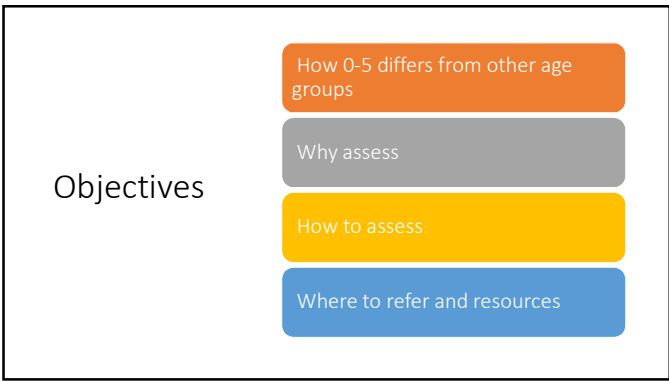 Objectives
How 0-5 differs from other age
groups
Why assess
How to assess
Where to refer and resources